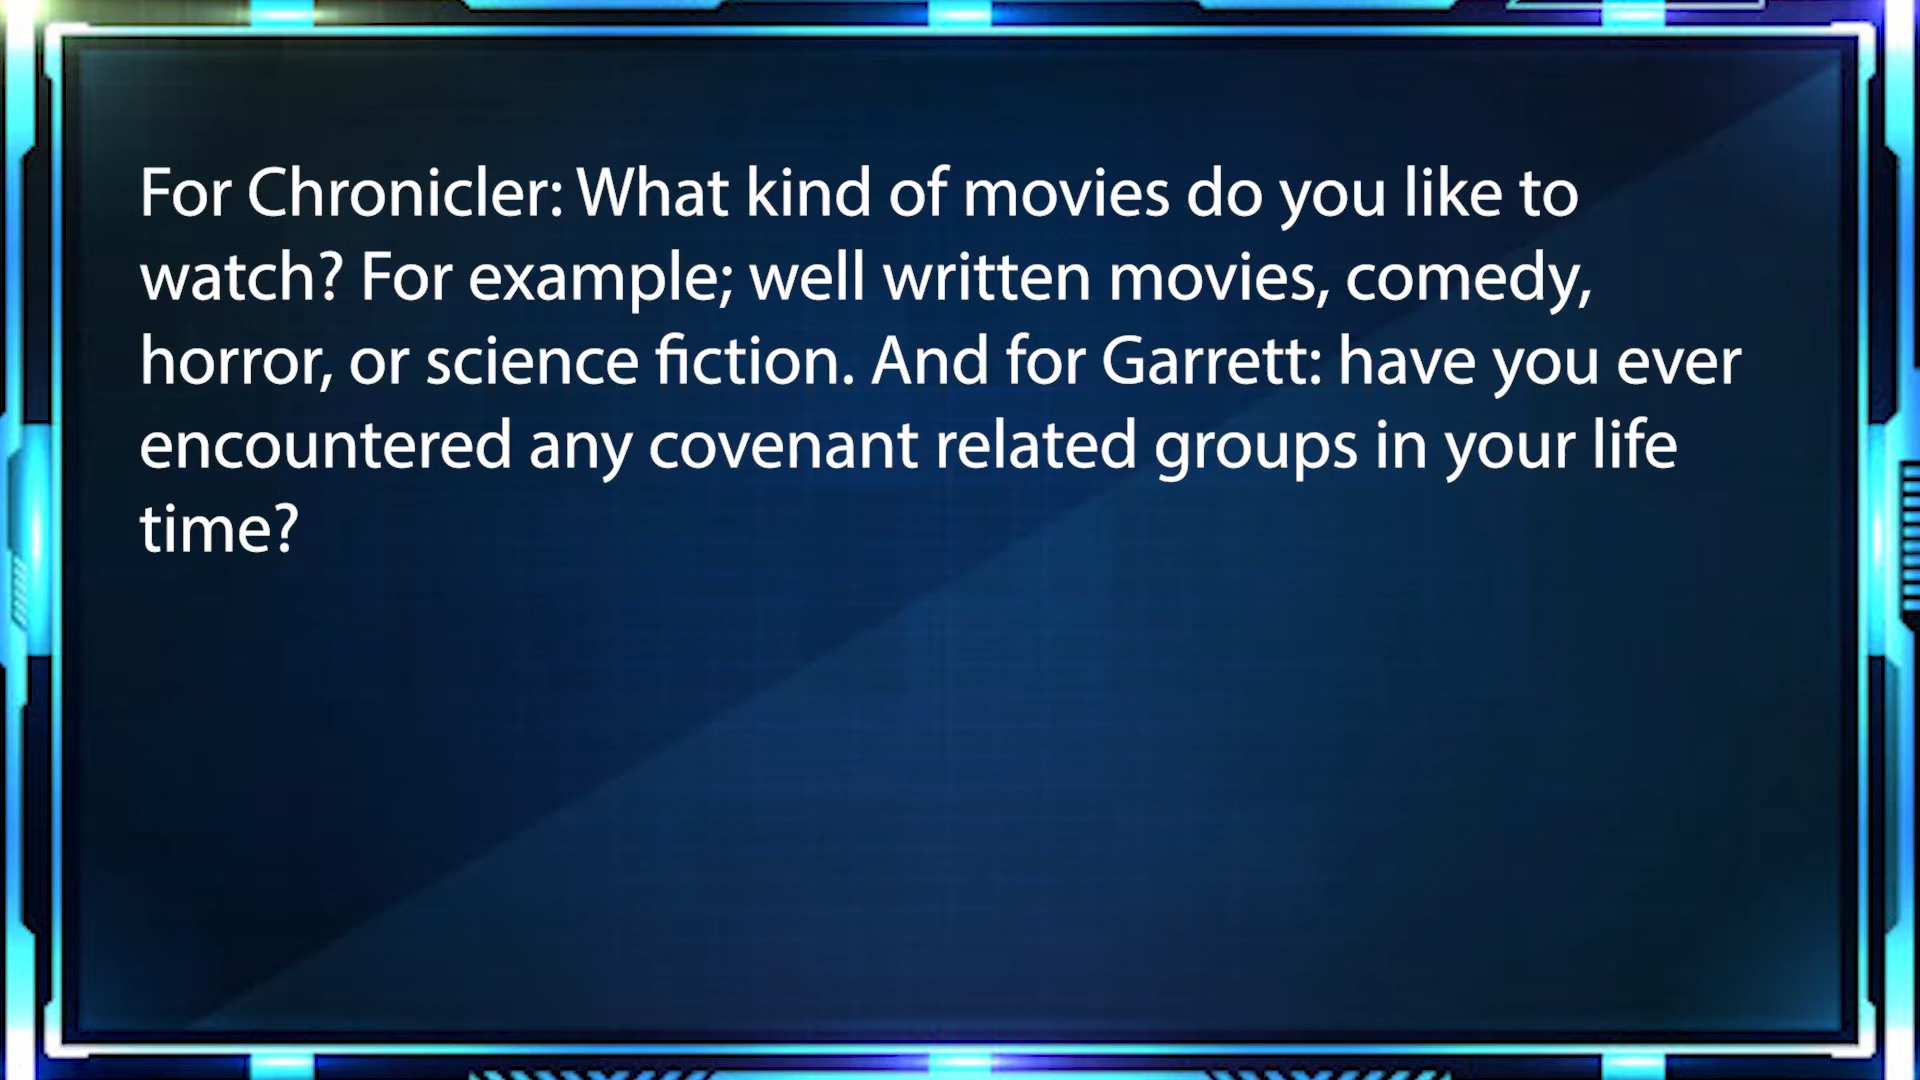 For Chronicler: What kind of movies do you like to
watch? For example; well written movies, comedy,
horror, or science fiction. And for Garrett: have you ever
encountered any covenant related groups in your life
time?